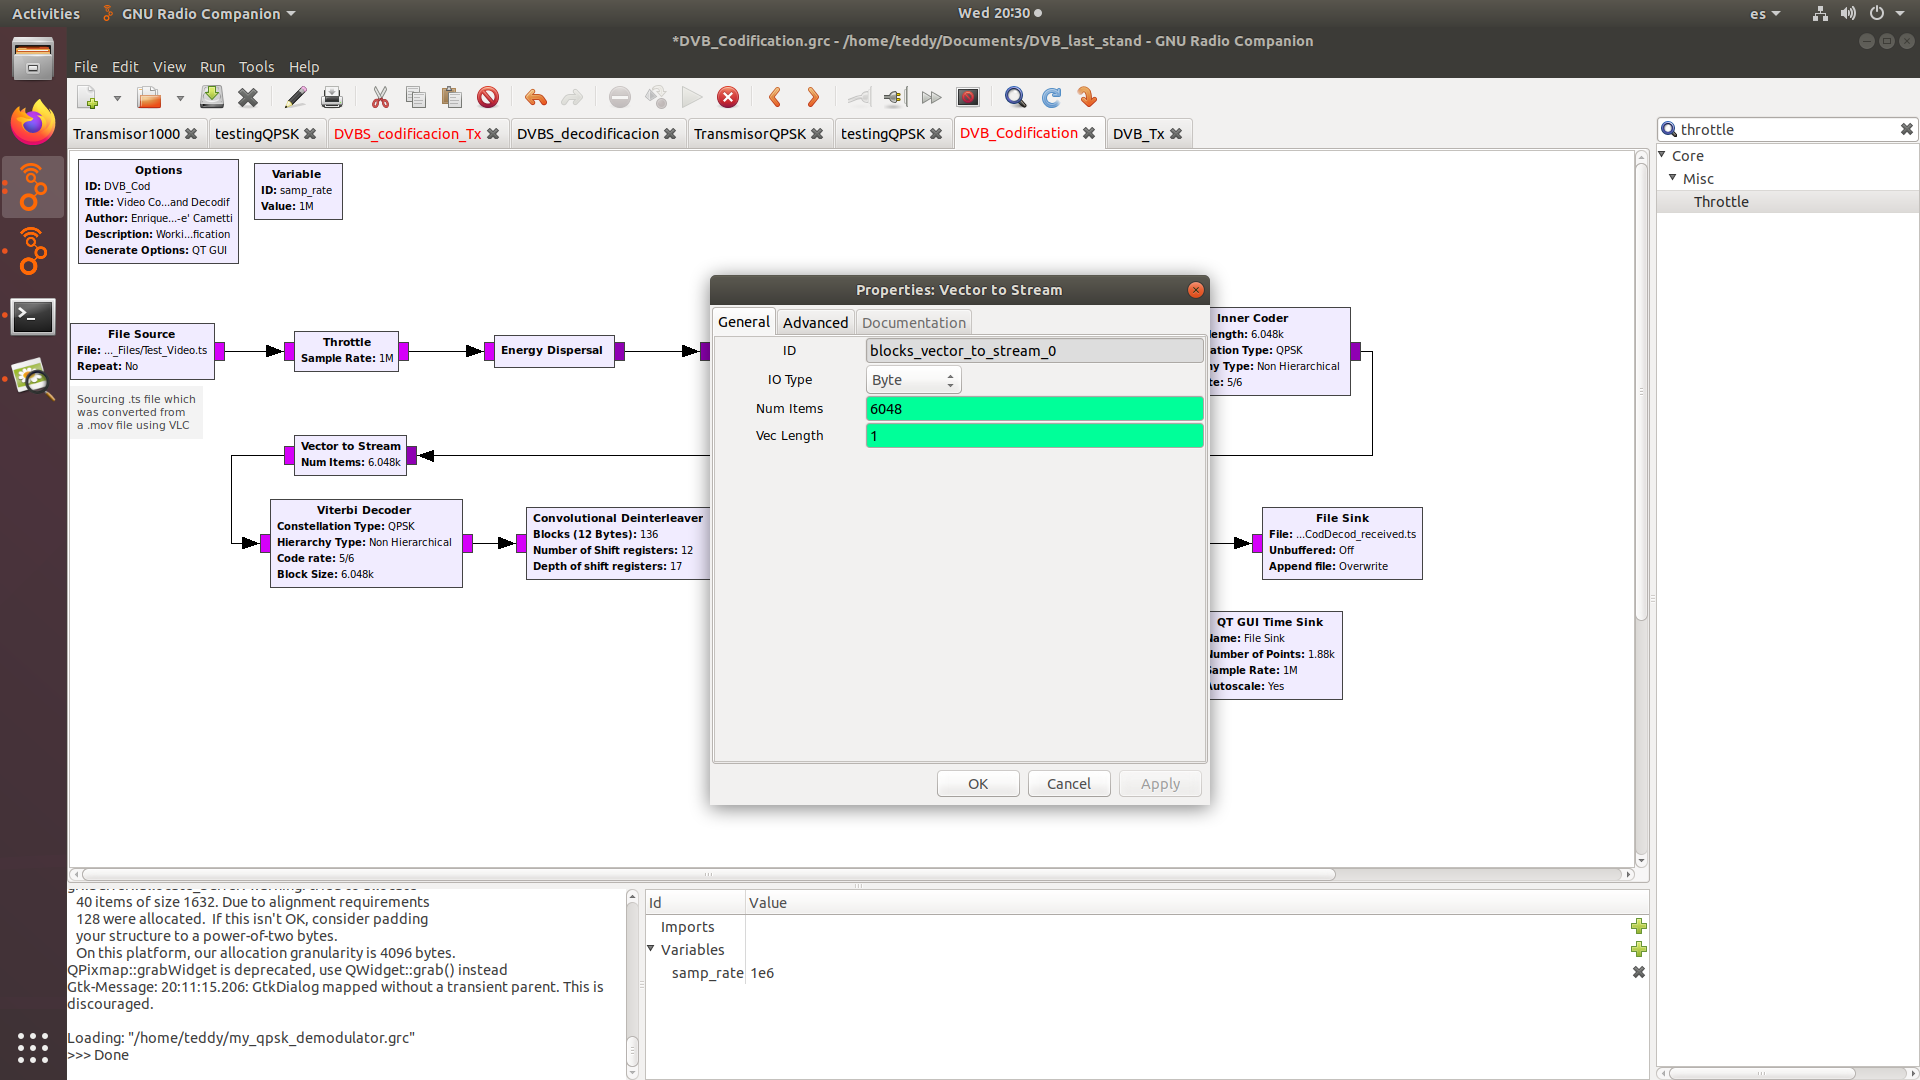 Activities
GNU Radio Companion
Wed 20:30
es
*DVB_Codification.grc - /home/teddy/Documents/DVB_last_stand - GNU Radio Companion
File Edit View Run Tools Help
Transmisor1000
testingQPSK
DVBS_codificacion_Tx
DVBS_decodificacion
TransmisorQPSK
testingQPSK
DVB_Codification
DVB_Tx
throttle
Core
Misc
Throttle
Options
ID: DVB_Cod
Title: Video Co...and Decodif
Author: Enrique...-e' Cametti
Description: Worki...fication
Generate Options: QT GUI
Variable
ID: samp_rate
Value: 1M
File Source
File: ..._Files/Test_Video.ts
Repeat: No
Sourcing .ts file which
was converted from
a .mov file using VLC
Throttle
Sample Rate: 1M
Energy Dispersal
Inner Coder
length: 6.048k
ation Type: QPSK
hy Type: Non Hierarchical
te: 5/6
Vector to Stream
Num Items: 6.048k
Viterbi Decoder
Constellation Type: QPSK
Hierarchy Type: Non Hierarchical
Code rate: 5/6
Block Size: 6.048k
Convolutional Deinterleaver
Blocks (12 Bytes): 136
Number of Shift registers: 12
Depth of shift registers: 17
File Sink
File: ...CodDecod_received.ts
Unbuffered: Off
Append file: Overwrite
QT GUI Time Sink
Name: File Sink
Number of Points: 1.88k
Sample Rate: 1M
Autoscale: Yes
Properties: Vector to Stream
General Advanced Documentation
ID blocks_vector_to_stream_0
IO Type Byte
Num Items 6048
Vec Length 1
OK Cancel Apply
40 items of size 1632. Due to alignment requirements
128 were allocated. If this isn't OK, consider padding
your structure to a power-of-two bytes.
On this platform, our allocation granularity is 4096 bytes.
QPixmap::grabWidget is deprecated, use QWidget::grab() instead
Gtk-Message: 20:11:15.206: GtkDialog mapped without a transient parent. This is
discouraged.
Loading: "/home/teddy/my_qpsk_demodulator.grc"
>>> Done
Id Value
Imports
Variables
samp_rate 1e6